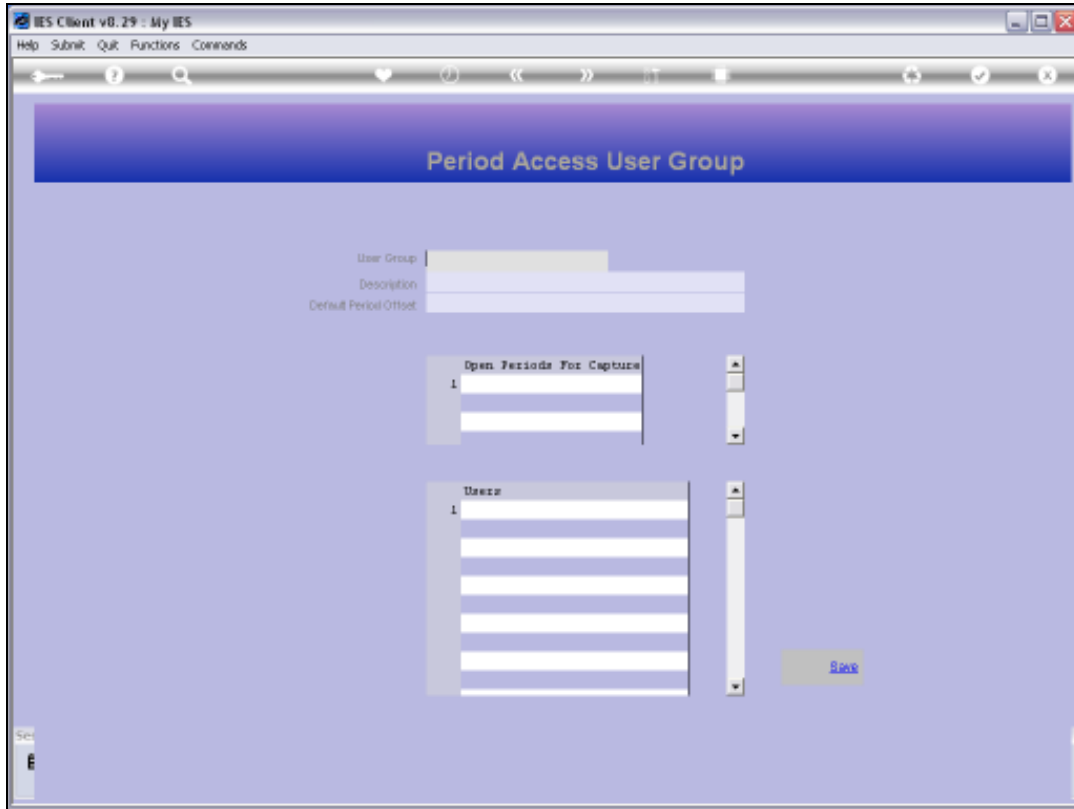 IES Client v8.29 : My IES
Help Submit Quit Functions Commands
Period Access User Group
User Group
Description
Default Period Offset
Open Periods For Capture
1
Users
1
Save